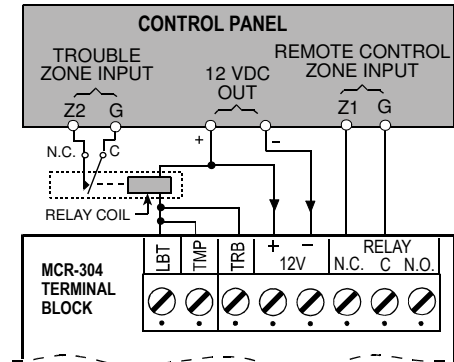 CONTROL PANEL
TROUBLE
ZONE INPUT
12 VDC
OUT
REMOTE CONTROL
ZONE INPUT
Z2 G
Z1 G
+ –
N.C. C
RELAY COIL
MCR-304
TERMINAL
BLOCK
LBT
TMP
TRB
+ –
12V
RELAY
N.C. C N.O.